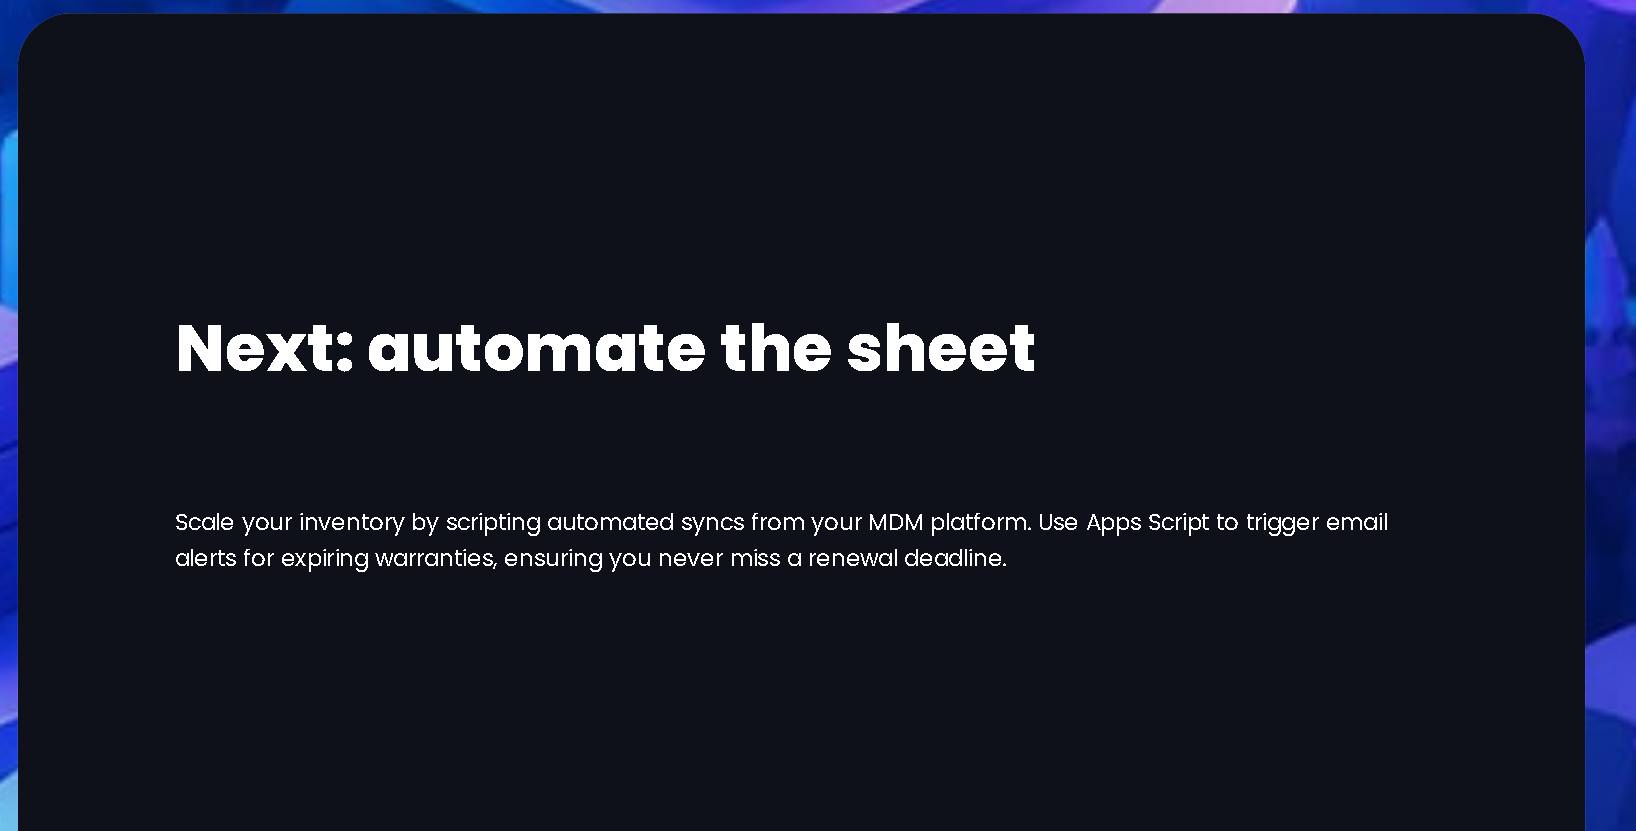 Next: automate the sheet
Scale your inventory by scripting automated syncs from your MDM platform. Use Apps Script to trigger email
alerts for expiring warranties, ensuring you never miss a renewal deadline.